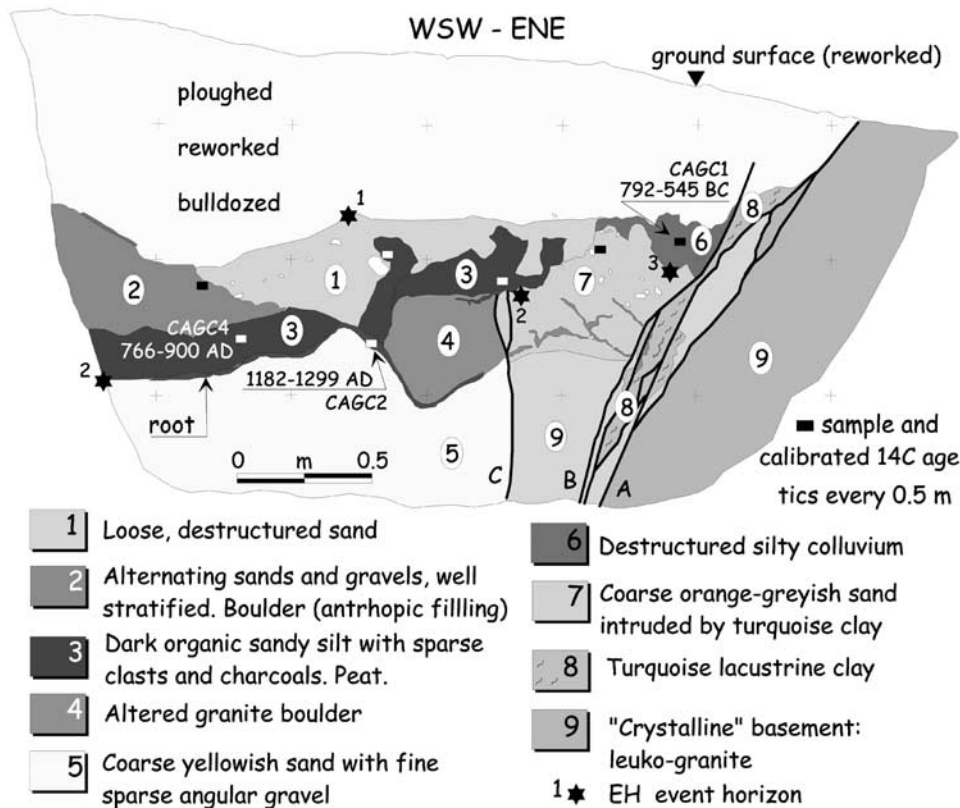 WSW - ENE
ground surface (reworked)
ploughed
reworked
bulldozed
CAGC1
792-545 BC
1
8
6
2
1
3
7
3
2
3
4
9
CAGC4
766-900 AD
2
1182-1299 AD
CAGC2
8
root
9
0 m 0.5
5
C
B
A
sample and
calibrated 14C age
tics every 0.5 m
1 Loose, destructured sand
2 Alternating sands and gravels, well
stratified. Boulder (antrhopic fillling)
3 Dark organic sandy silt with sparse
clasts and charcoals. Peat.
4 Altered granite boulder
5 Coarse yellowish sand with fine
sparse angular gravel
6 Destructured silty colluvium
7 Coarse orange-greyish sand
intruded by turquoise clay
8 Turquoise lacustrine clay
9 "Crystalline" basement:
leuko-granite
1 EH event horizon